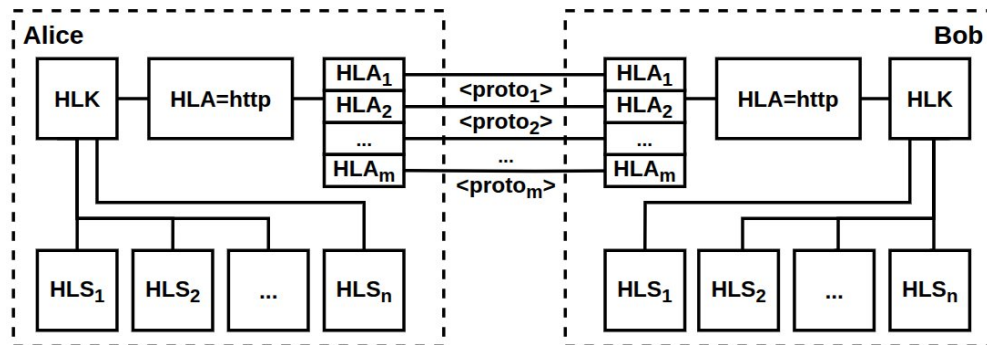 Alice
Bob
HLK
HLA=http
HLA1
HLA2
...
HLAm
<proto1>
<proto2>
...
<protom>
HLA1
HLA2
...
HLAm
HLA=http
HLK
HLS1
HLS2
...
HLSn
HLS1
HLS2
...
HLSn